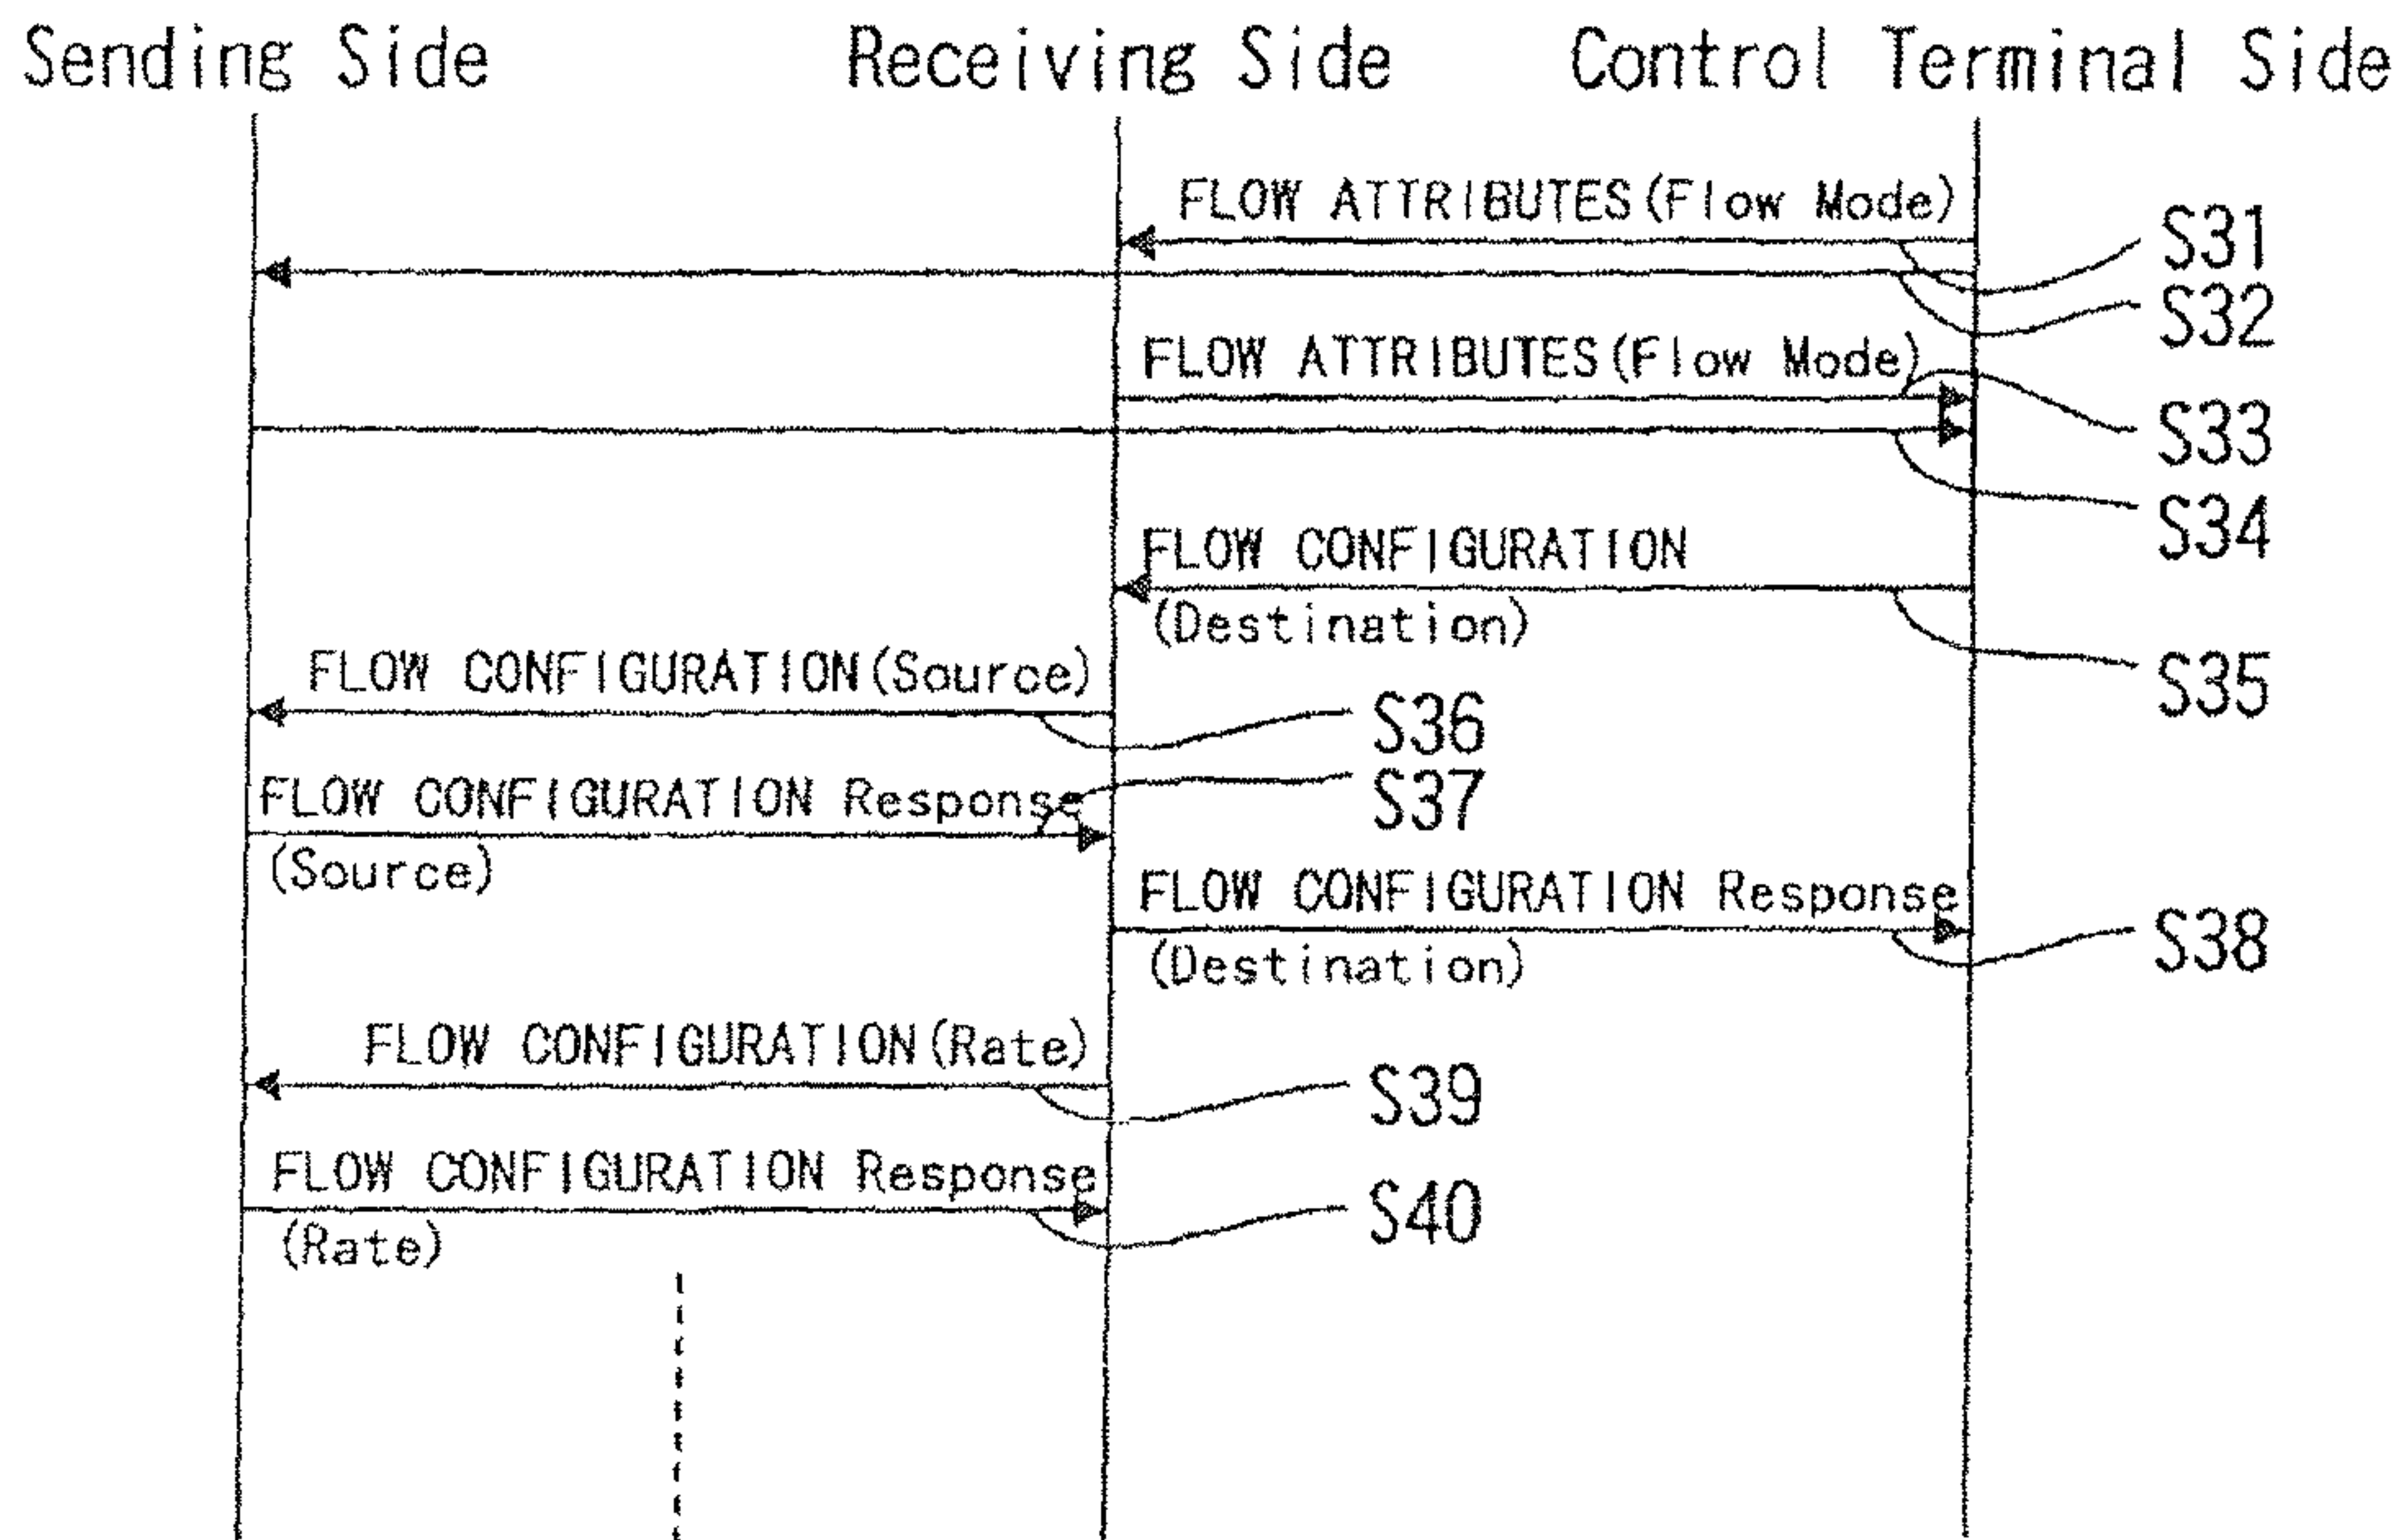 Sending Side Receiving Side Control Terminal Side
FLOW ATTRIBUTES(Flow Mode)
S31
S32
FLOW ATTRIBUTES(Flow Mode)
S33
S34
FLOW CONFIGURATION
(Destination)
S35
FLOW CONFIGURATION(Source)
S36
FLOW CONFIGURATION Response
S37
(Source)
FLOW CONFIGURATION Response
S38
(Destination)
FLOW CONFIGURATION(Rate)
S39
FLOW CONFIGURATION Response
S40
(Rate)